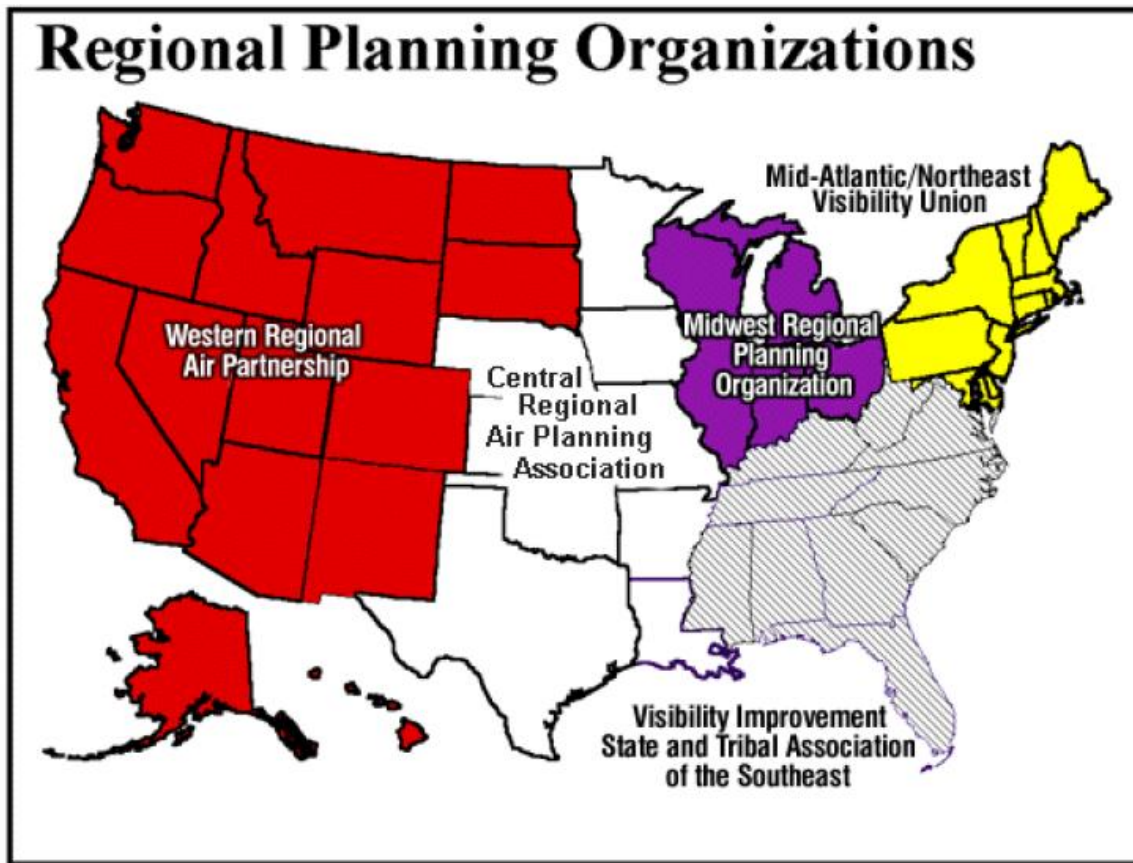 Regional Planning Organizations
Mid-Atlantic/Northeast
Visibility Union
Western Regional
Air Partnership
Midwest Regional
Planning
Organization
Central
Regional
Air Planning
Association
Visibility Improvement
State and Tribal Association
of the Southeast